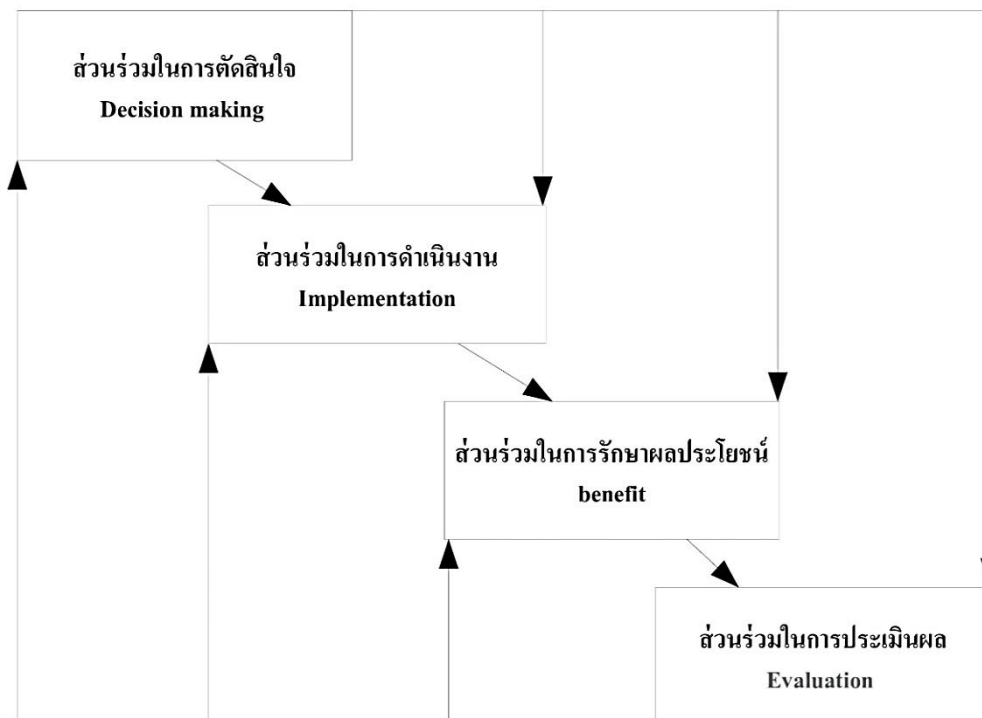 ส่วนร่วมในการตัดสินใจ
Decision making
ส่วนร่วมในการดำเนินงาน
Implementation
ส่วนร่วมในการรักษาผลประโยชน์
benefit
ส่วนร่วมในการประเมินผล
Evaluation